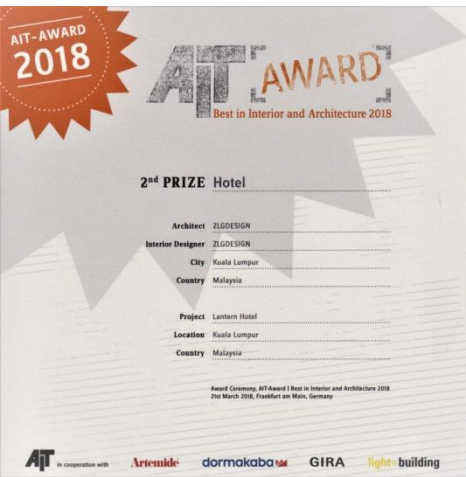 AIT-AWARD
2018
AIT [AWARD]
Best in Interior and Architecture 2018
2nd PRIZE Hotel
Architect ZLGDESIGN
Interior Designer ZLGDESIGN
City Kuala Lumpur
Country Malaysia
Project Lantern Hotel
Location Kuala Lumpur
Country Malaysia
Award Ceremony, AIT-Award | Best in Interior and Architecture 2018
21st March 2018, Frankfurt am Main, Germany
AIT in cooperation with Artemide dormakaba GIRA light+building